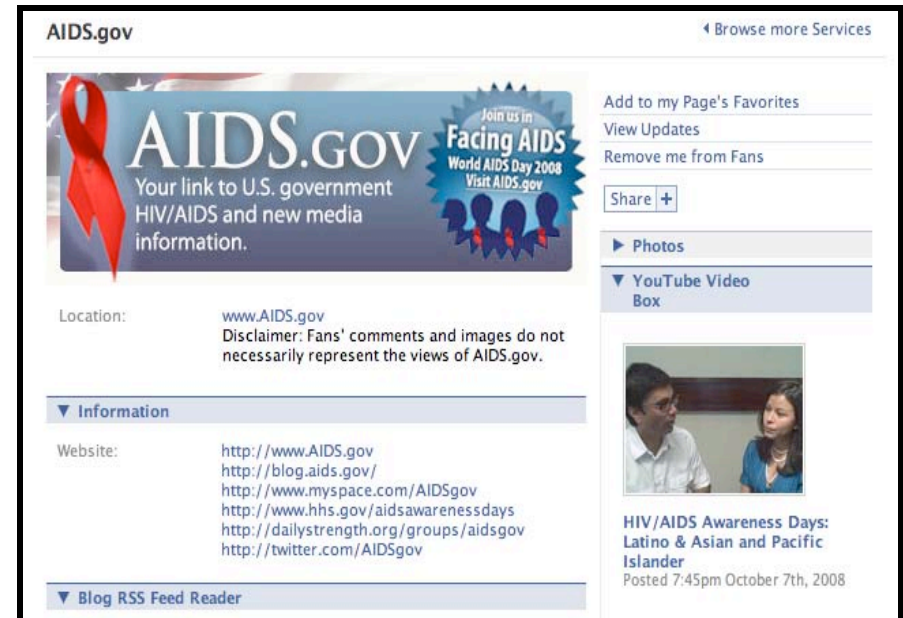 AIDS.gov
Browse more Services
AIDS.GOV
Your link to U.S. government
HIV/AIDS and new media
information.
Join us in
Facing AIDS
World AIDS Day 2008
Visit AIDS.gov
Location:
www.AIDS.gov
Disclaimer: Fans' comments and images do not
necessarily represent the views of AIDS.gov.
Information
Website:
http://www.AIDS.gov
http://blog.aids.gov/
http://www.myspace.com/AIDSgov
http://www.hhs.gov/aidsawarenessdays
http://dailystrength.org/groups/aidsgov
http://twitter.com/AIDSgov
Blog RSS Feed Reader
Add to my Page's Favorites
View Updates
Remove me from Fans
Share +
Photos
YouTube Video
Box
HIV/AIDS Awareness Days:
Latino & Asian and Pacific
Islander
Posted 7:45pm October 7th, 2008